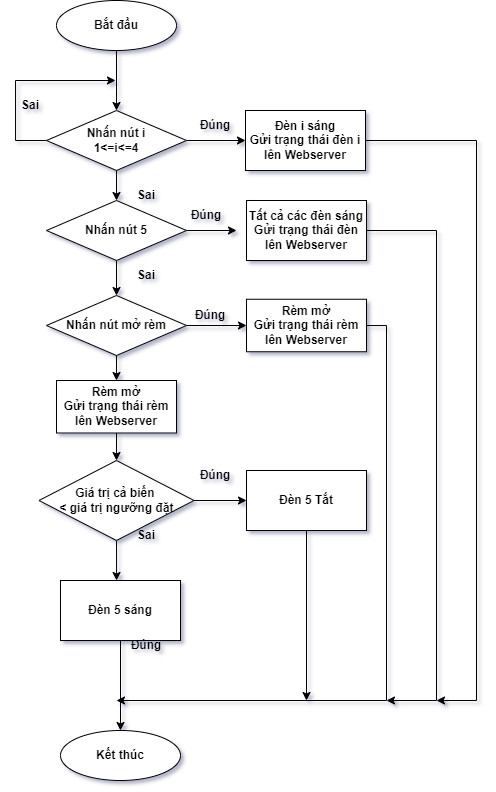 Bắt đầu
Sai
Nhấn nút i
1<=i<=4
Đúng
Đèn i sáng
Gửi trạng thái đèn i
lên Webserver
Sai
Nhấn nút 5
Đúng
Tất cả các đèn sáng
Gửi trạng thái đèn
lên Webserver
Sai
Nhấn nút mở rèm
Đúng
Rèm mở
Gửi trạng thái rèm
lên Webserver
Rèm mở
Gửi trạng thái rèm
lên Webserver
Giá trị cả biến
< giá trị ngưỡng đặt
Đúng
Đèn 5 Tắt
Sai
Đèn 5 sáng
Đúng
Kết thúc